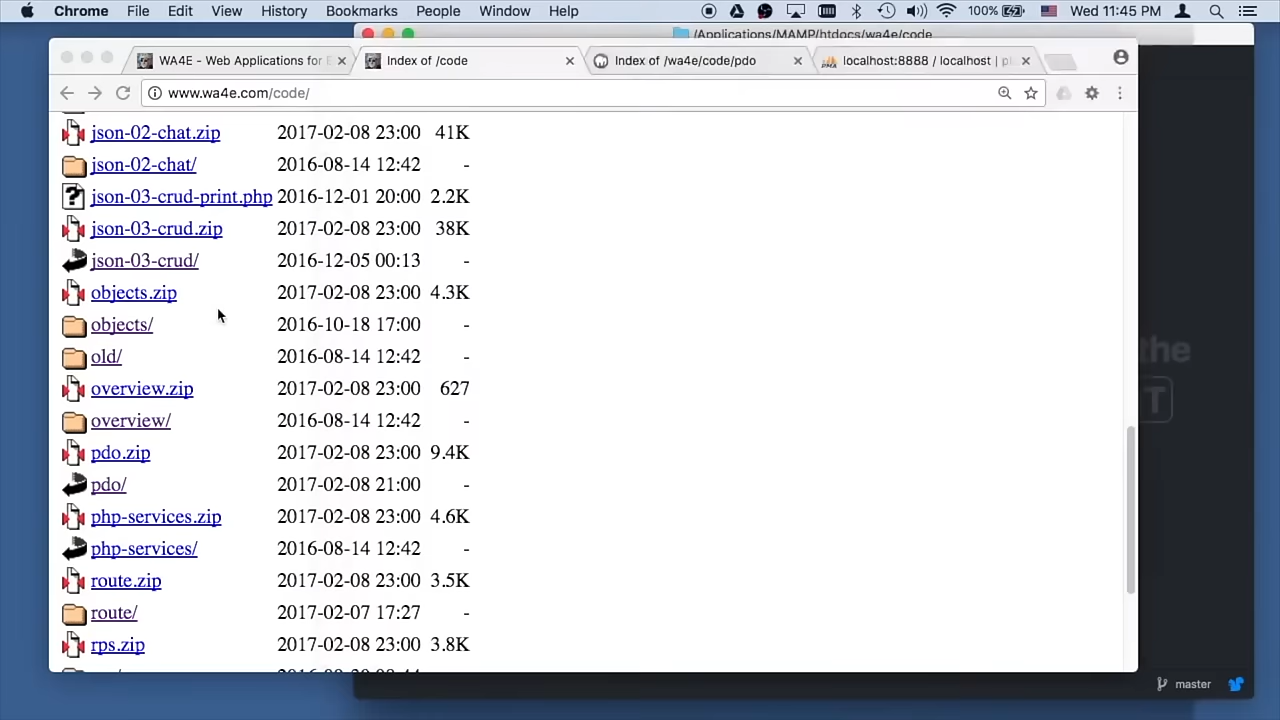 Chrome File Edit View History Bookmarks People Window Help 100% Wed 11:45 PM
/Applications/MAMP/htdocs/wa4e/code
WA4E - Web Applications for E Index of /code Index of /wa4e/code/pdo localhost:8888 / localhost | p
www.wa4e.com/code/
json-02-chat.zip 2017-02-08 23:00 41K
json-02-chat/ 2016-08-14 12:42 -
json-03-crud-print.php 2016-12-01 20:00 2.2K
json-03-crud.zip 2017-02-08 23:00 38K
json-03-crud/ 2016-12-05 00:13 -
objects.zip 2017-02-08 23:00 4.3K
objects/ 2016-10-18 17:00 -
old/ 2016-08-14 12:42 -
the
overview.zip 2017-02-08 23:00 627
T
overview/ 2016-08-14 12:42 -
pdo.zip 2017-02-08 23:00 9.4K
pdo/ 2017-02-08 21:00 -
php-services.zip 2017-02-08 23:00 4.6K
php-services/ 2016-08-14 12:42 -
route.zip 2017-02-08 23:00 3.5K
route/ 2017-02-07 17:27 -
rps.zip 2017-02-08 23:00 3.8K
master